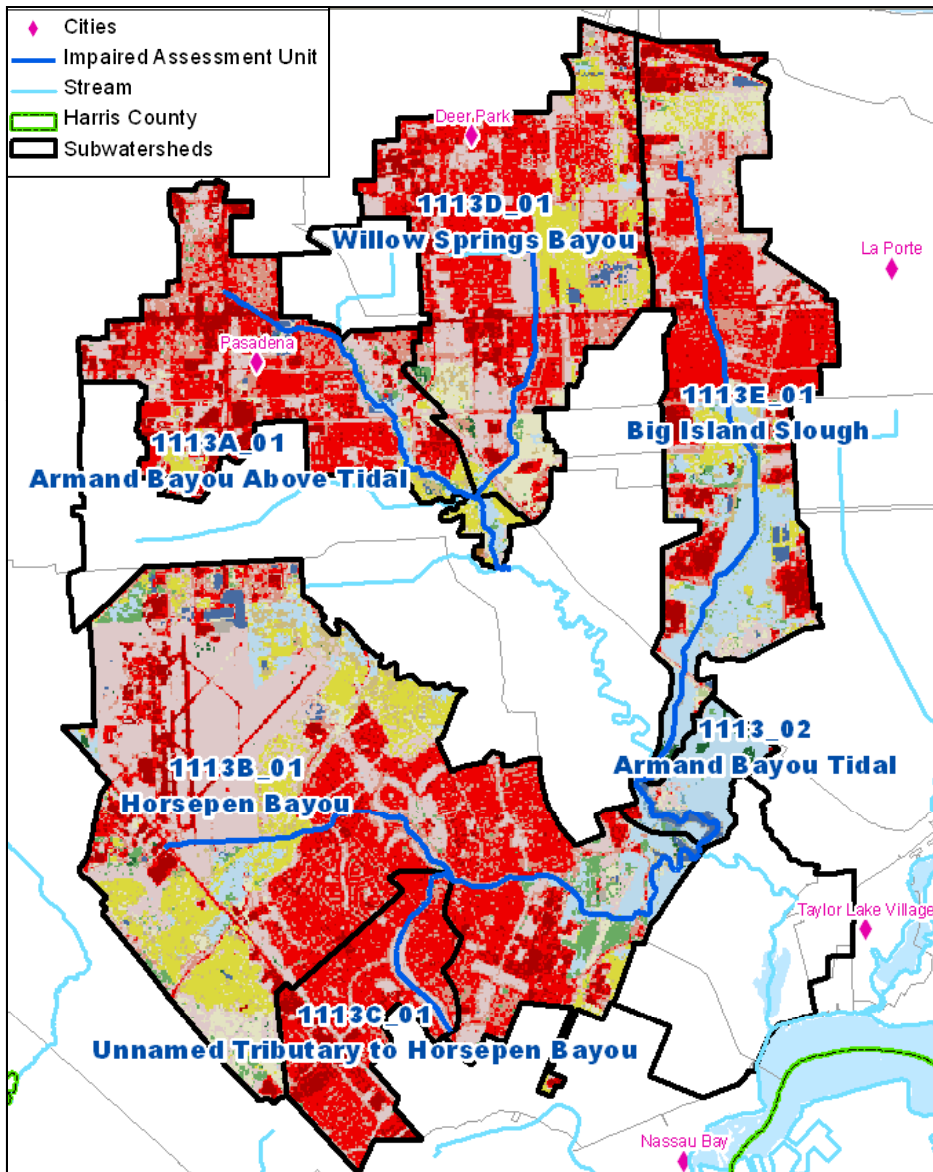 Cities
Impaired Assessment Unit
Stream
Harris County
Subwatersheds
Deer Park
1113D_01
Willow Springs Bayou
La Porte
Pasadena
1113E_01
Big Island Slough
1113A_01
Armand Bayou Above Tidal
1113_02
Armand Bayou Tidal
1113B_01
Horsepen Bayou
Taylor Lake Village
1113C_01
Unnamed Tributary to Horsepen Bayou
Nassau Bay